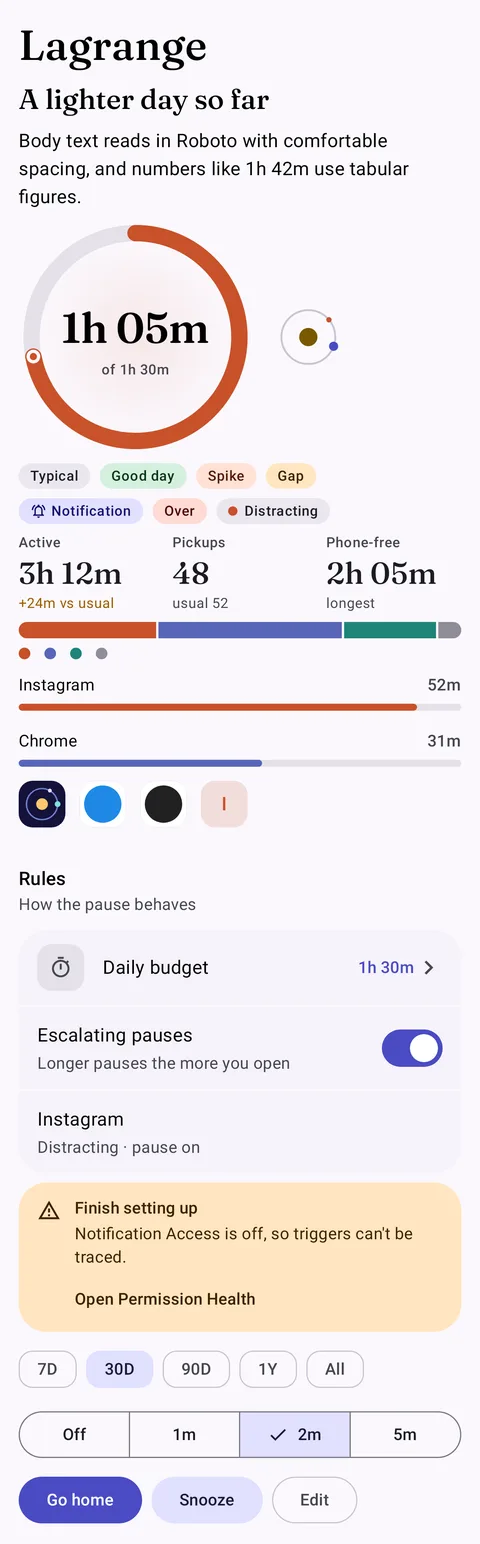 Lagrange
A lighter day so far
Body text reads in Roboto with comfortable
spacing, and numbers like 1h 42m use tabular
figures.
1h 05m
of 1h 30m
Typical
Good day
Spike
Gap
Notification
Over
Distracting
Active
Pickups
Phone-free
3h 12m
48
2h 05m
+24m vs usual
usual 52
longest
Instagram
52m
Chrome
31m
I
Rules
How the pause behaves
Daily budget
1h 30m
Escalating pauses
Longer pauses the more you open
Instagram
Distracting · pause on
Finish setting up
Notification Access is off, so triggers can't be
traced.
Open Permission Health
7D
30D
90D
1Y
All
Off
1m
2m
5m
Go home
Snooze
Edit